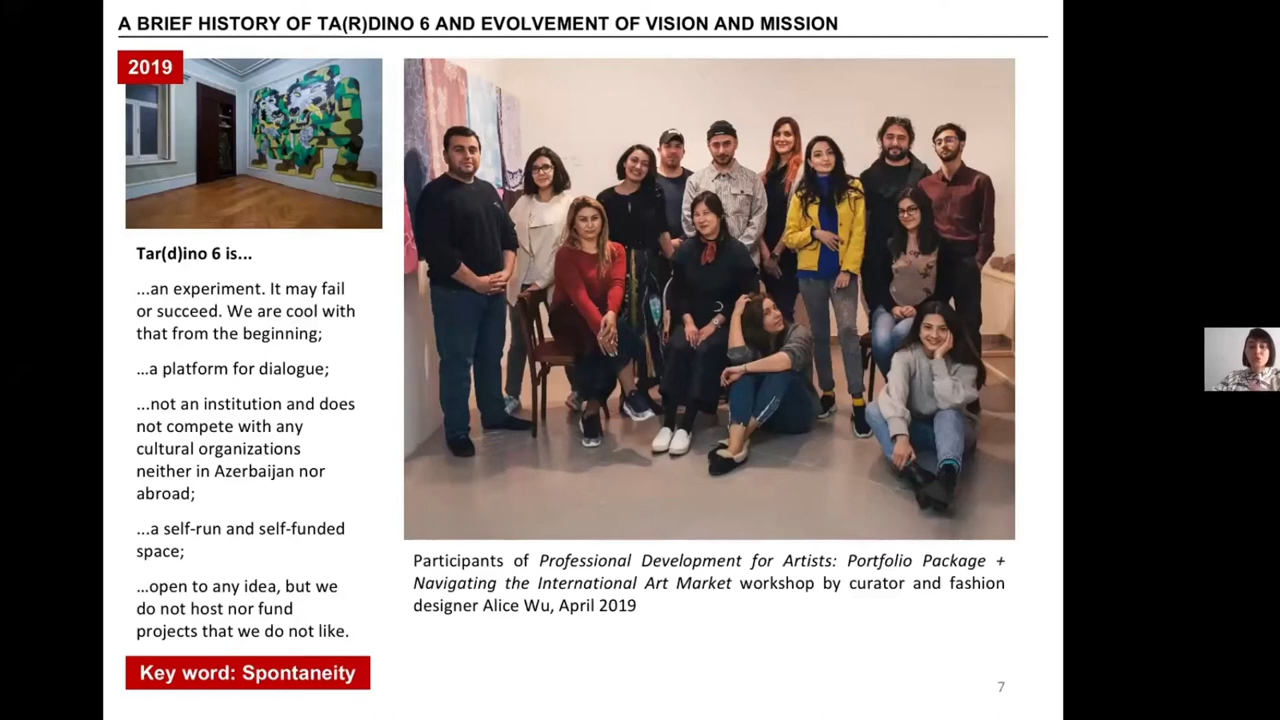 A BRIEF HISTORY OF TA(R)DINO 6 AND EVOLVEMENT OF VISION AND MISSION
2019
Tar(d)ino 6 is...
...an experiment. It may fail
or succeed. We are cool with
that from the beginning;
...a platform for dialogue;
...not an institution and does
not compete with any
cultural organizations
neither in Azerbaijan nor
abroad;
...a self-run and self-funded
space;
...open to any idea, but we
do not host nor fund
projects that we do not like.
Key word: Spontaneity
Participants of Professional Development for Artists: Portfolio Package +
Navigating the International Art Market workshop by curator and fashion
designer Alice Wu, April 2019
7